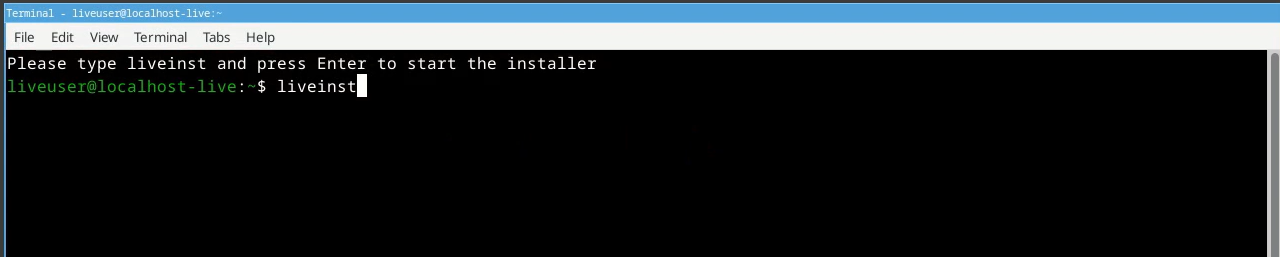 Terminal - liveuser@localhost-live:~
File Edit View Terminal Tabs Help
Please type liveinst and press Enter to start the installer
liveuser@localhost-live:~$ liveinst